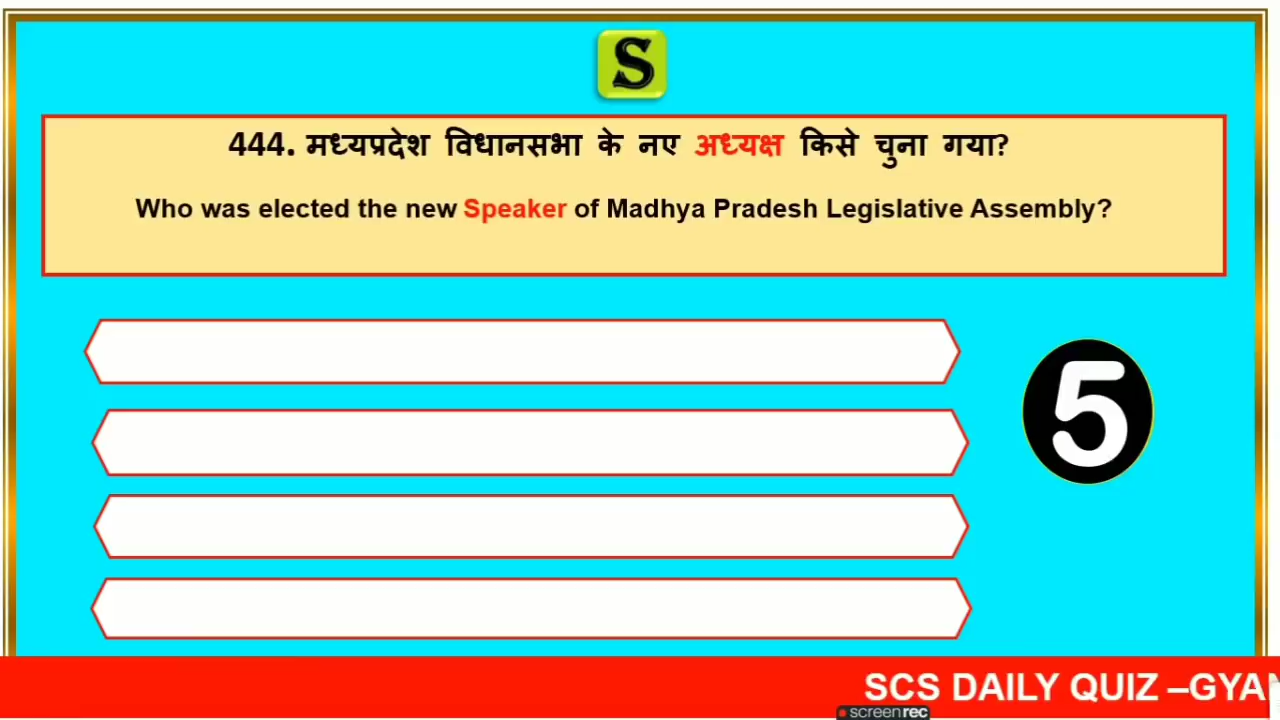 S
444. मध्यप्रदेश विधानसभा के नए अध्यक्ष किसे चुना गया?
Who was elected the new Speaker of Madhya Pradesh Legislative Assembly?
5
SCS DAILY QUIZ –GYAN
screenrec